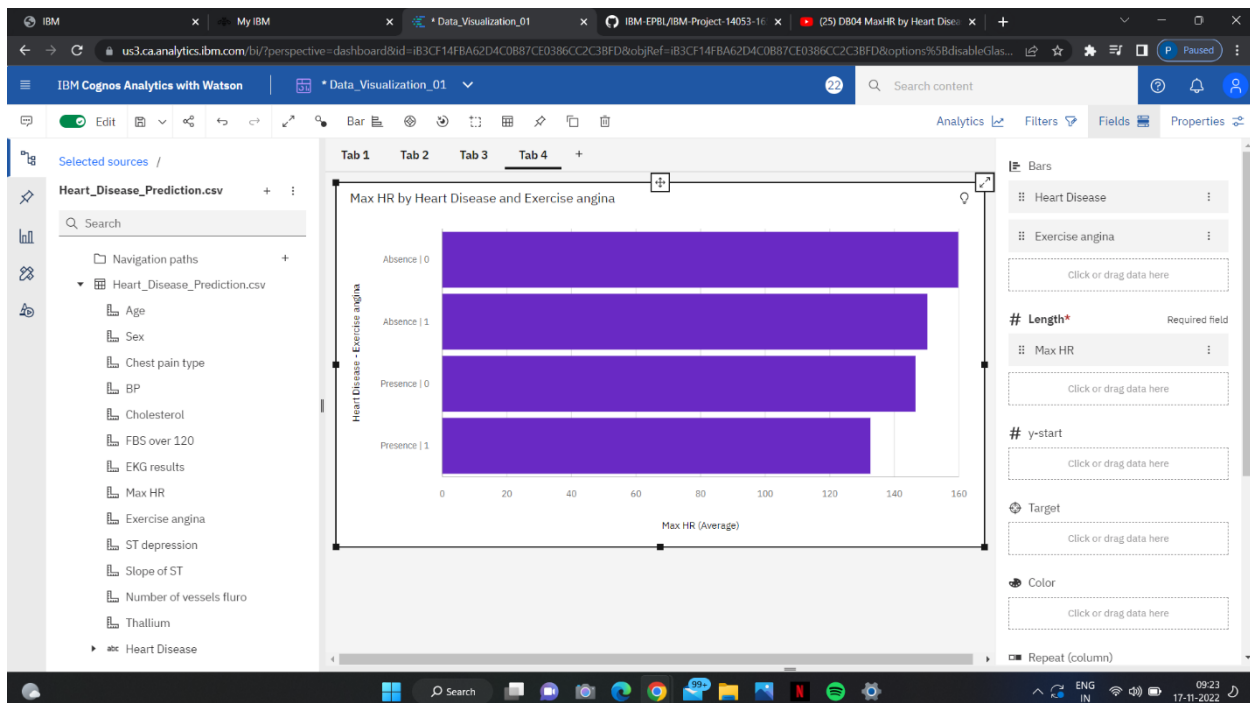 IBM
My IBM
* Data_Visualization_01
IBM-EPBL/IBM-Project-14053-16
(25) DB04 MaxHR by Heart Disea
us3.ca.analytics.ibm.com/bi/?perspective=dashboard&id=iB3CF14FBA62D4C0B87CE0386CC2C3BFD&objRef=iB3CF14FBA62D4C0B87CE0386CC2C3BFD&options%5BdisableGlas...
P Paused
IBM Cognos Analytics with Watson
* Data_Visualization_01
22
Search content
Edit
Bar
Analytics
Filters
Fields
Properties
Selected sources /
Heart_Disease_Prediction.csv
Search
Navigation paths
Heart_Disease_Prediction.csv
Age
Sex
Chest pain type
BP
Cholesterol
FBS over 120
EKG results
Max HR
Exercise angina
ST depression
Slope of ST
Number of vessels fluro
Thallium
abc Heart Disease
Tab 1 Tab 2 Tab 3 Tab 4 +
Max HR by Heart Disease and Exercise angina
Heart Disease - Exercise angina
Absence | 0
Absence | 1
Presence | 0
Presence | 1
0 20 40 60 80 100 120 140 160
Max HR (Average)
Bars
Heart Disease
Exercise angina
Click or drag data here
# Length* Required field
Max HR
Click or drag data here
# y-start
Click or drag data here
Target
Click or drag data here
Color
Click or drag data here
Repeat (column)
Search
99+
N
ENG
IN
09:23
17-11-2022